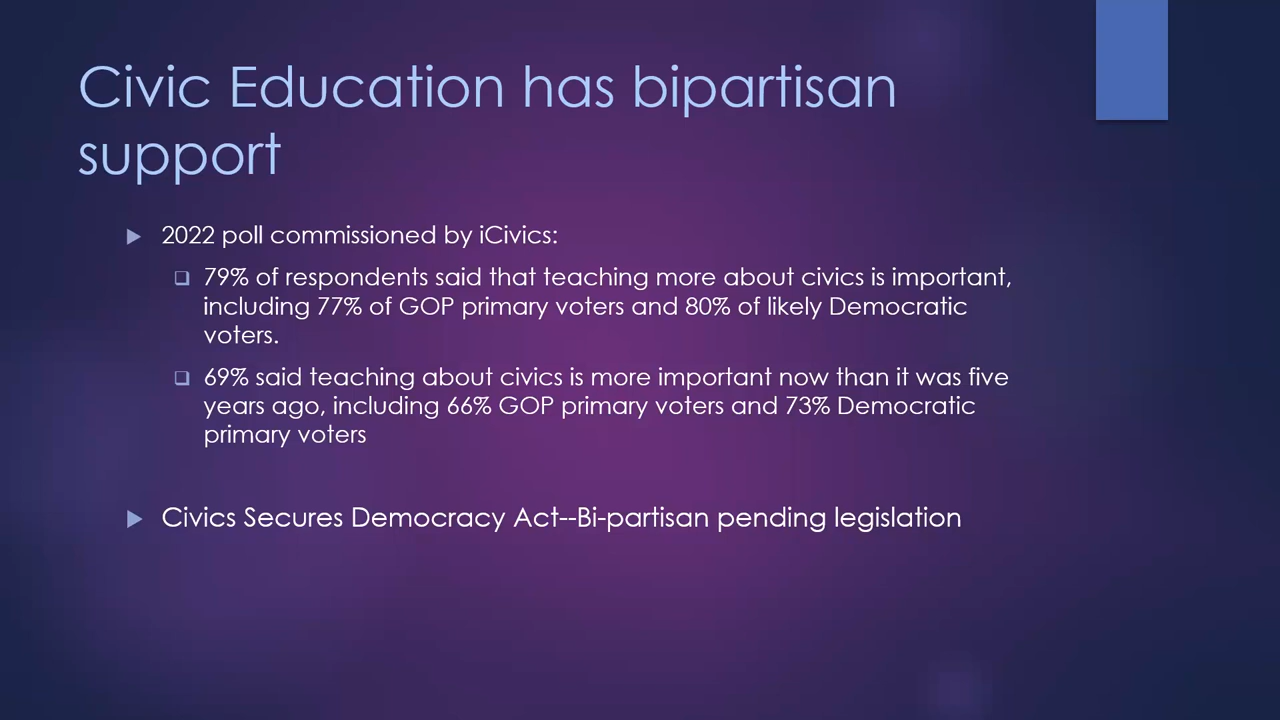 Civic Education has bipartisan
support
2022 poll commissioned by iCivics:
79% of respondents said that teaching more about civics is important,
including 77% of GOP primary voters and 80% of likely Democratic
voters.
69% said teaching about civics is more important now than it was five
years ago, including 66% GOP primary voters and 73% Democratic
primary voters
Civics Secures Democracy Act--Bi-partisan pending legislation